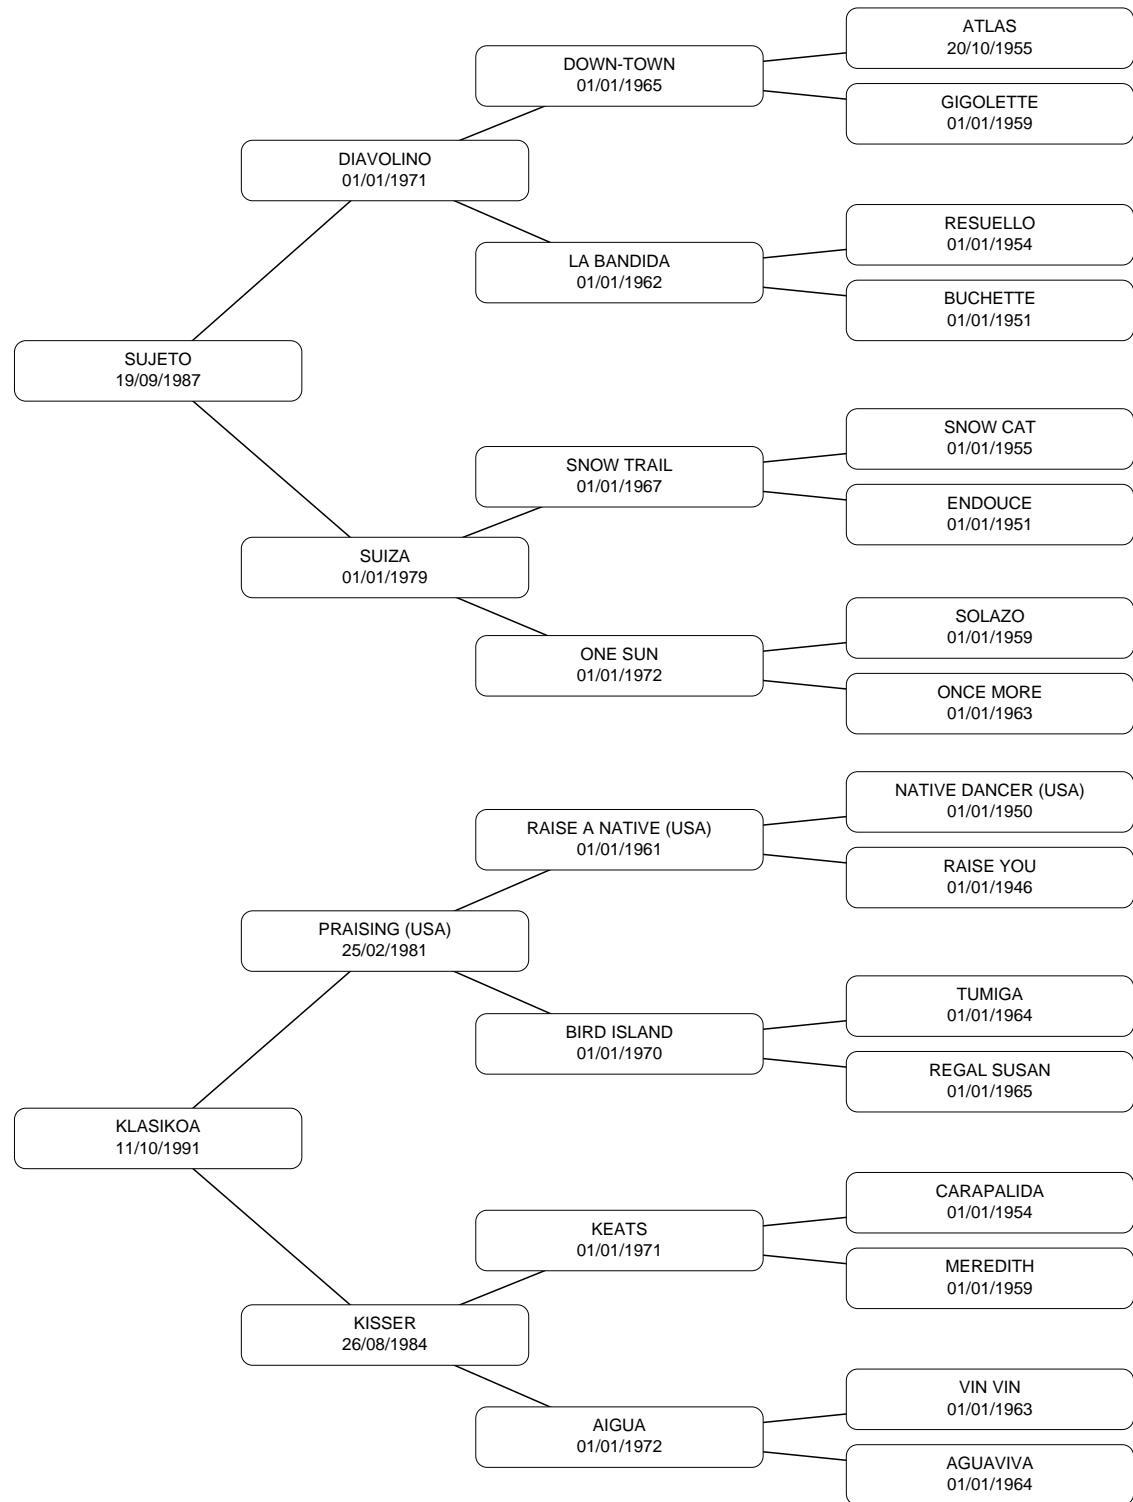 ATLAS
20/10/1955
DOWN-TOWN
01/01/1965
GIGOLETTE
01/01/1959
DIAVOLINO
01/01/1971
RESUELLO
01/01/1954
LA BANDIDA
01/01/1962
BUCHETTE
01/01/1951
SUJETO
19/09/1987
SNOW CAT
01/01/1955
SNOW TRAIL
01/01/1967
ENDOUCE
01/01/1951
SUIZA
01/01/1979
SOLAZO
01/01/1959
ONE SUN
01/01/1972
ONCE MORE
01/01/1963
NATIVE DANCER (USA)
01/01/1950
RAISE A NATIVE (USA)
01/01/1961
RAISE YOU
01/01/1946
PRAISING (USA)
25/02/1981
TUMIGA
01/01/1964
BIRD ISLAND
01/01/1970
REGAL SUSAN
01/01/1965
KLASIKOA
11/10/1991
CARAPALIDA
01/01/1954
KEATS
01/01/1971
MEREDITH
01/01/1959
KISSER
26/08/1984
VIN VIN
01/01/1963
AIGUA
01/01/1972
AGUAVIVA
01/01/1964